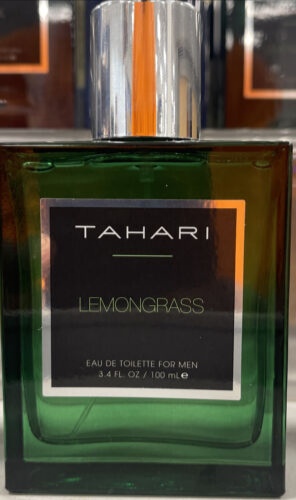 TAHARI
LEMONGRASS
EAU DE TOILETTE FOR MEN
3.4 FL. OZ / 100 mL℮